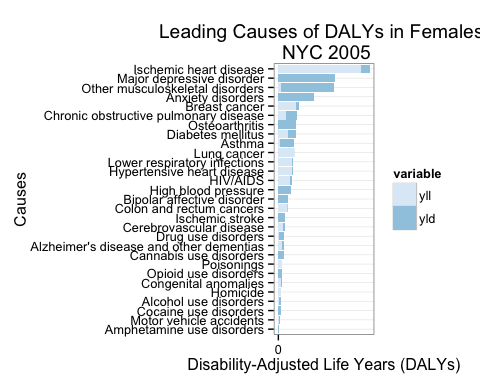 Leading Causes of DALYs in Females
NYC 2005
Ischemic heart disease
Major depressive disorder
Other musculoskeletal disorders
Anxiety disorders
Breast cancer
Chronic obstructive pulmonary disease
Osteoarthritis
Diabetes mellitus
Asthma
Lung cancer
Lower respiratory infections
Hypertensive heart disease
HIV/AIDS
High blood pressure
Bipolar affective disorder
Colon and rectum cancers
Ischemic stroke
Cerebrovascular disease
Drug use disorders
Alzheimer's disease and other dementias
Cannabis use disorders
Poisonings
Opioid use disorders
Congenital anomalies
Homicide
Alcohol use disorders
Cocaine use disorders
Motor vehicle accidents
Amphetamine use disorders
Causes
0
Disability-Adjusted Life Years (DALYs)
variable
yll
yld